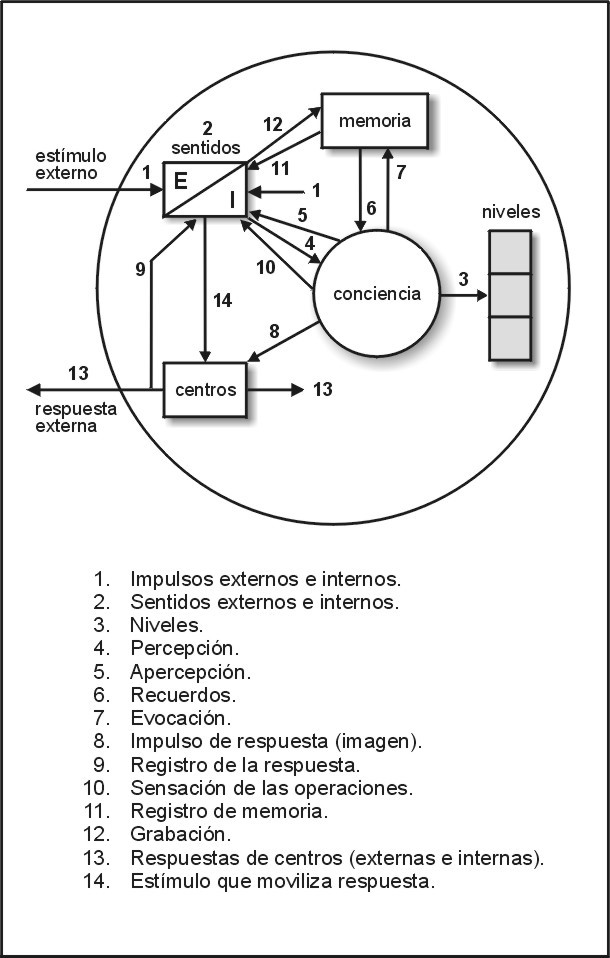 2
sentidos
12
memoria
estímulo
externo
1
E
I
11
1
5
6
7
niveles
4
9
10
3
conciencia
14
8
13
centros
13
respuesta
externa
1. Impulsos externos e internos.
2. Sentidos externos e internos.
3. Niveles.
4. Percepción.
5. Apercepción.
6. Recuerdos.
7. Evocación.
8. Impulso de respuesta (imagen).
9. Registro de la respuesta.
10. Sensación de las operaciones.
11. Registro de memoria.
12. Grabación.
13. Respuestas de centros (externas e internas).
14. Estímulo que moviliza respuesta.